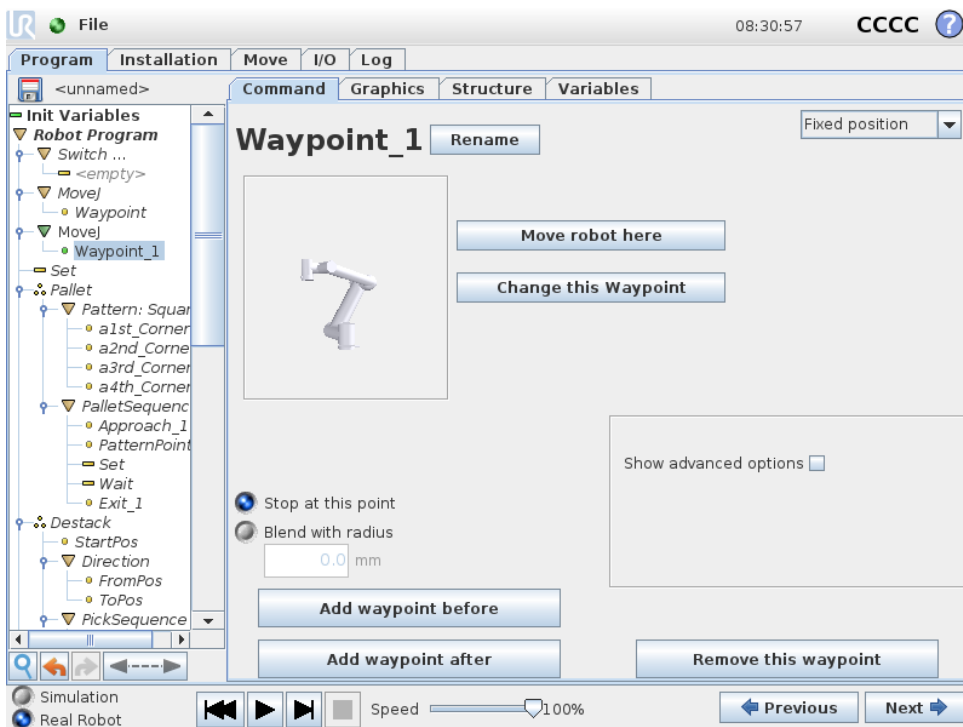 UR File 08:30:57 CCCC ?
Program Installation Move I/O Log
<unnamed> Command Graphics Structure Variables
Init Variables
Robot Program
Switch ...
<empty>
MoveJ
Waypoint
MoveJ
Waypoint_1
Set
Pallet
Pattern: Squar
a1st_Corner
a2nd_Corne
a3rd_Corner
a4th_Corner
PalletSequenc
Approach_1
PatternPoint
Set
Wait
Exit_1
Destack
StartPos
Direction
FromPos
ToPos
PickSequence
Waypoint_1 Rename Fixed position
Move robot here
Change this Waypoint
Show advanced options
Stop at this point
Blend with radius
0.0 mm
Add waypoint before
Add waypoint after Remove this waypoint
Simulation
Real Robot
Speed 100% Previous Next